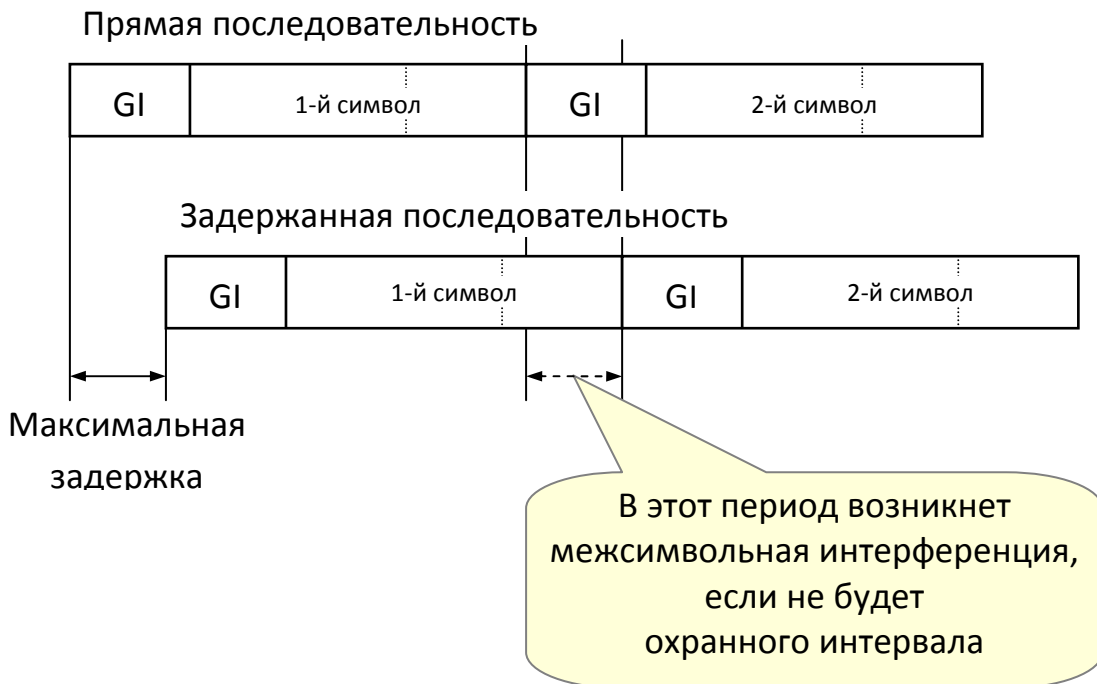 Прямая последовательность
GI 1-й символ GI 2-й символ
Задержанная последовательность
GI 1-й символ GI 2-й символ
Максимальная
задержка
В этот период возникнет
межсимвольная интерференция,
если не будет
охранного интервала